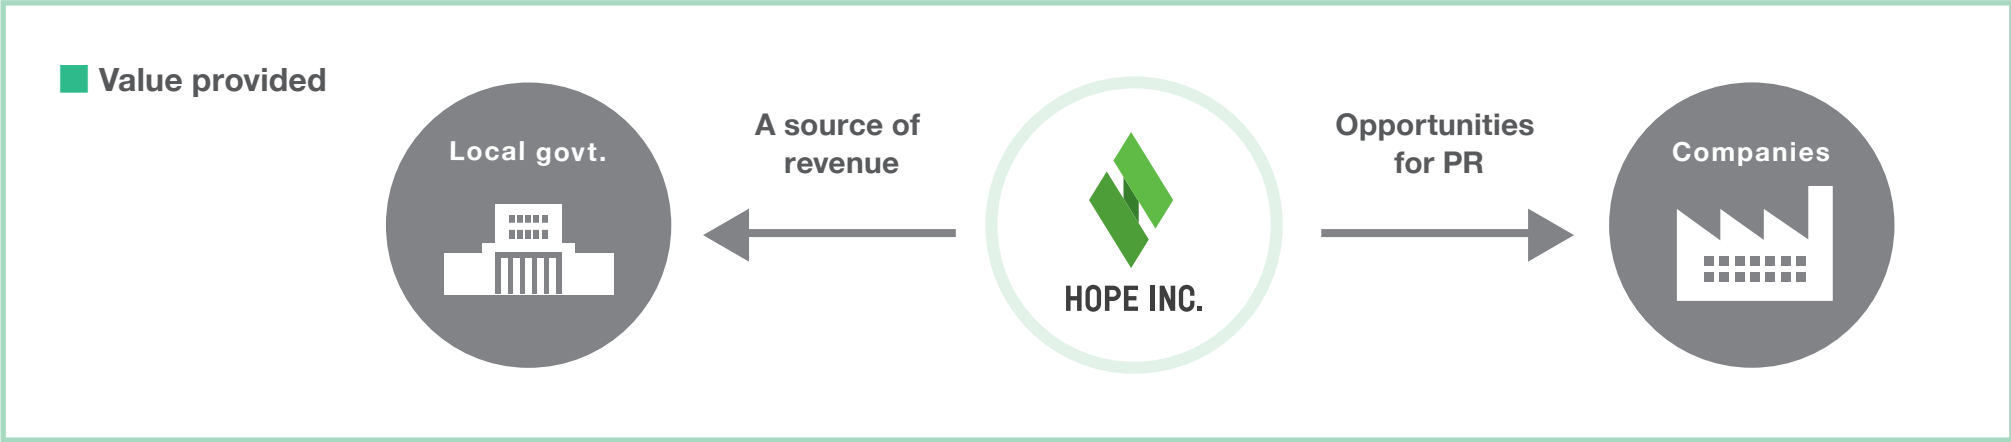 Value provided
Local govt.
A source of
revenue
HOPE INC.
Opportunities
for PR
Companies